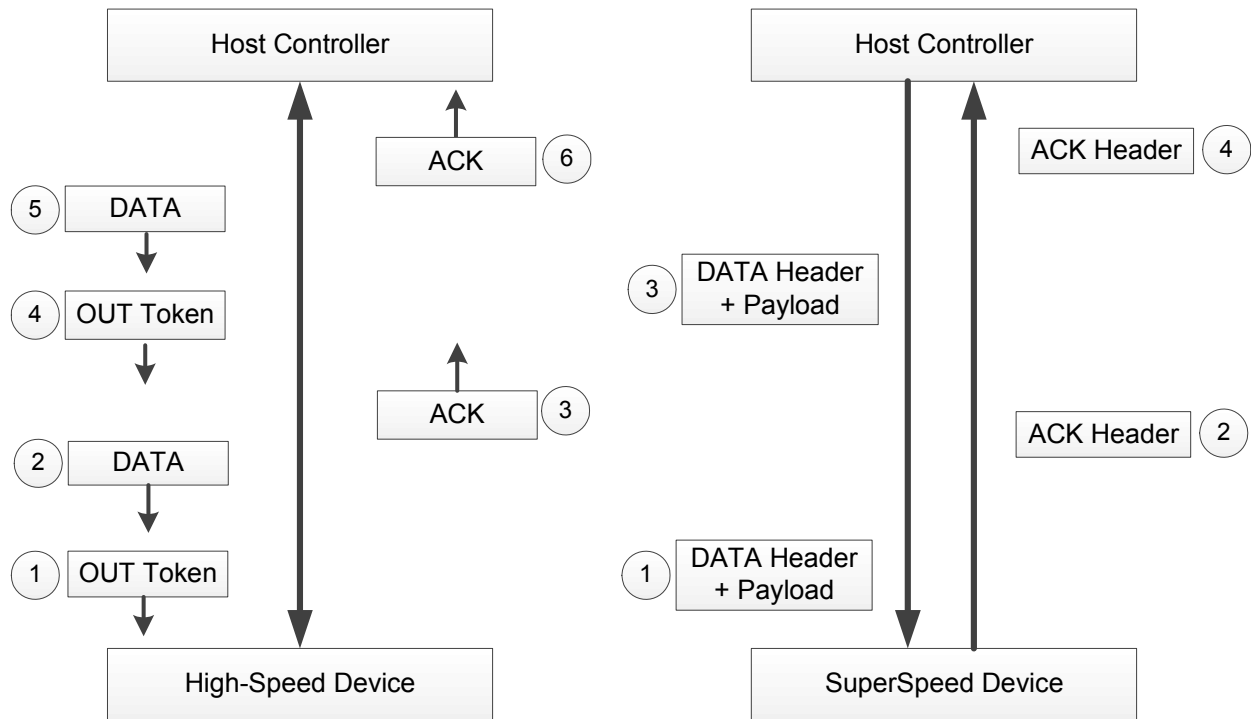 Host Controller
ACK
6
5
DATA
4
OUT Token
ACK
3
2
DATA
1
OUT Token
High-Speed Device
Host Controller
ACK Header
4
3
DATA Header
+ Payload
ACK Header
2
1
DATA Header
+ Payload
SuperSpeed Device